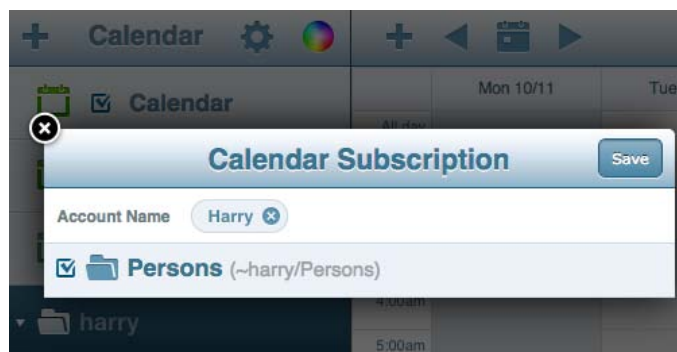 Calendar
Mon 10/11
Tue
Calendar
All day
Calendar Subscription
Save
Account Name
Harry
Persons (~harry/Persons)
4:00am
harry
5:00am